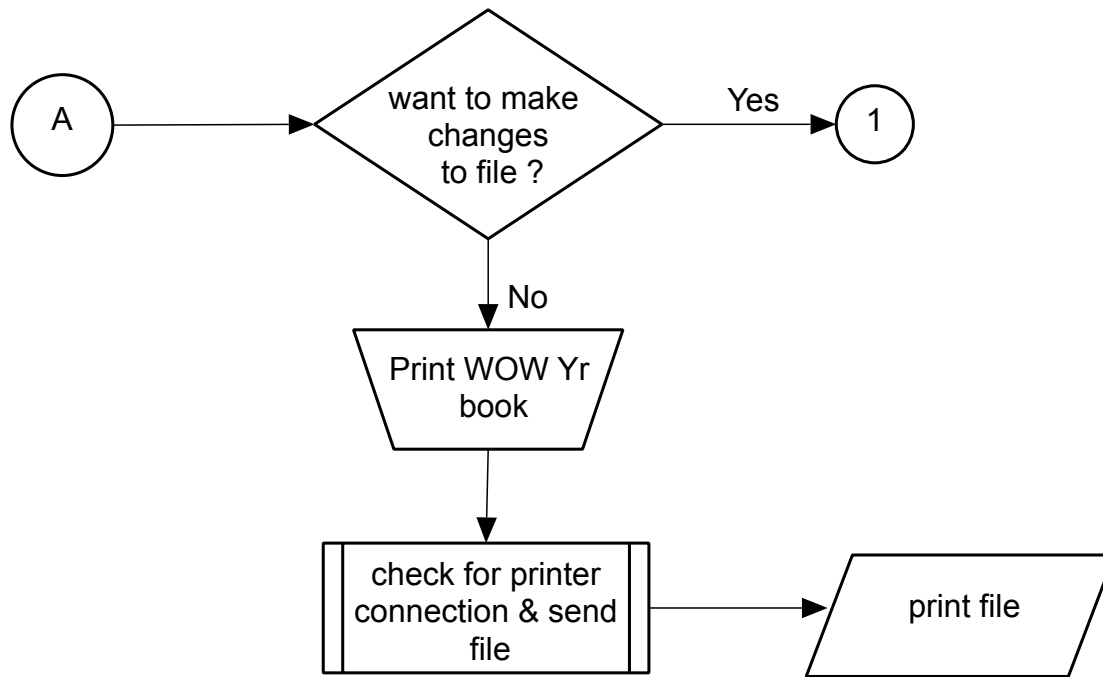 A
want to make
changes
to file ?
Yes
1
No
Print WOW Yr
book
check for printer
connection & send
file
print file